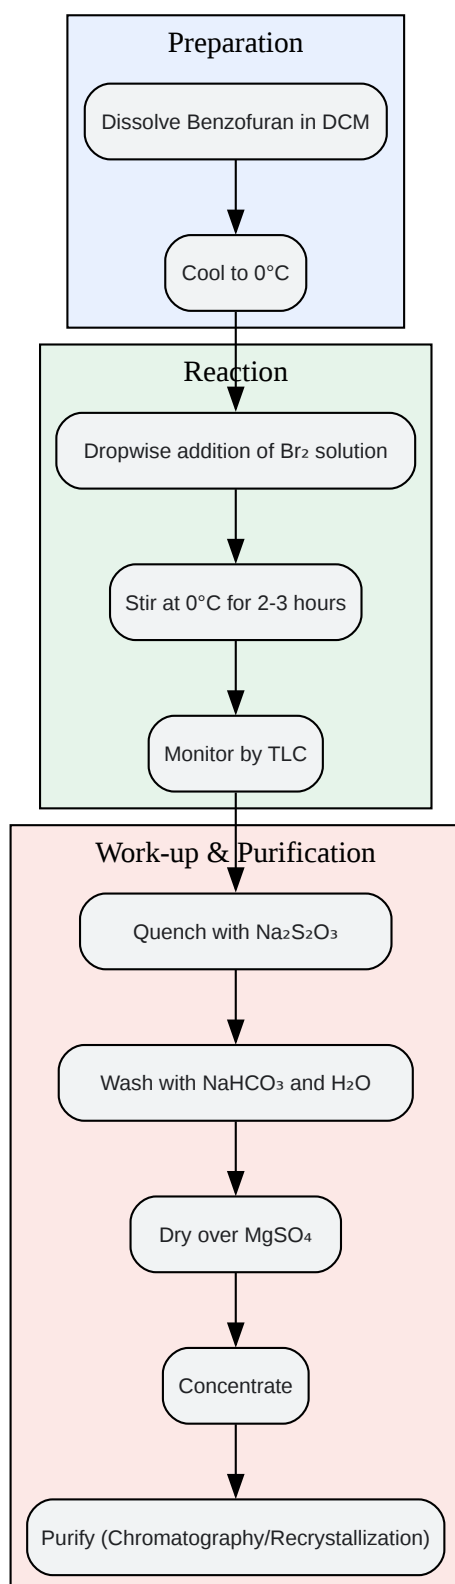 Preparation
Dissolve Benzofuran in DCM
Cool to 0°C
Reaction
Dropwise addition of Br₂ solution
Stir at 0°C for 2-3 hours
Monitor by TLC
Work-up & Purification
Quench with Na₂S₂O₃
Wash with NaHCO₃ and H₂O
Dry over MgSO₄
Concentrate
Purify (Chromatography/Recrystallization)